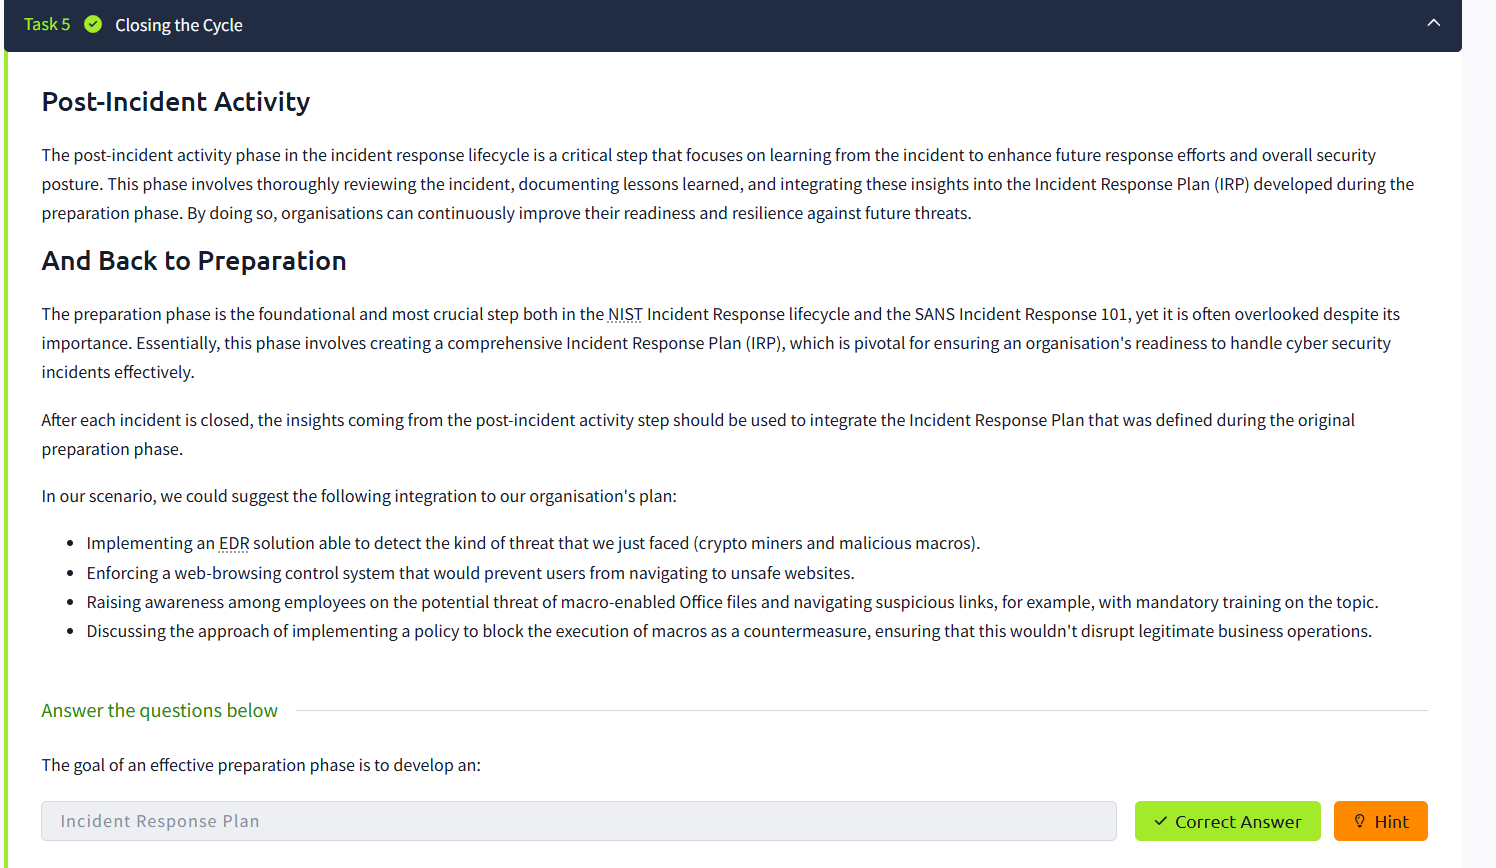 Task 5 Closing the Cycle
Post-Incident Activity
The post-incident activity phase in the incident response lifecycle is a critical step that focuses on learning from the incident to enhance future response efforts and overall security
posture. This phase involves thoroughly reviewing the incident, documenting lessons learned, and integrating these insights into the Incident Response Plan (IRP) developed during the
preparation phase. By doing so, organisations can continuously improve their readiness and resilience against future threats.
And Back to Preparation
The preparation phase is the foundational and most crucial step both in the NIST Incident Response lifecycle and the SANS Incident Response 101, yet it is often overlooked despite its
importance. Essentially, this phase involves creating a comprehensive Incident Response Plan (IRP), which is pivotal for ensuring an organisation's readiness to handle cyber security
incidents effectively.
After each incident is closed, the insights coming from the post-incident activity step should be used to integrate the Incident Response Plan that was defined during the original
preparation phase.
In our scenario, we could suggest the following integration to our organisation's plan:
• Implementing an EDR solution able to detect the kind of threat that we just faced (crypto miners and malicious macros).
• Enforcing a web-browsing control system that would prevent users from navigating to unsafe websites.
• Raising awareness among employees on the potential threat of macro-enabled Office files and navigating suspicious links, for example, with mandatory training on the topic.
• Discussing the approach of implementing a policy to block the execution of macros as a countermeasure, ensuring that this wouldn't disrupt legitimate business operations.
Answer the questions below
The goal of an effective preparation phase is to develop an:
Incident Response Plan
Correct Answer
Hint